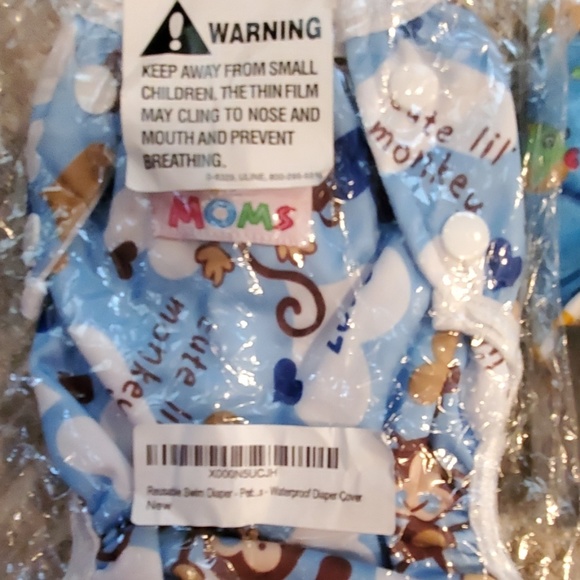 WARNING
KEEP AWAY FROM SMALL
CHILDREN. THE THIN FILM
MAY CLING TO NOSE AND
MOUTH AND PREVENT
BREATHING.
MOMS
cute lil'
monkey
cute lil
monkey
X000N5UCJH
Reusable Swim Diaper - Pat...s - Waterproof Diaper Cover
New